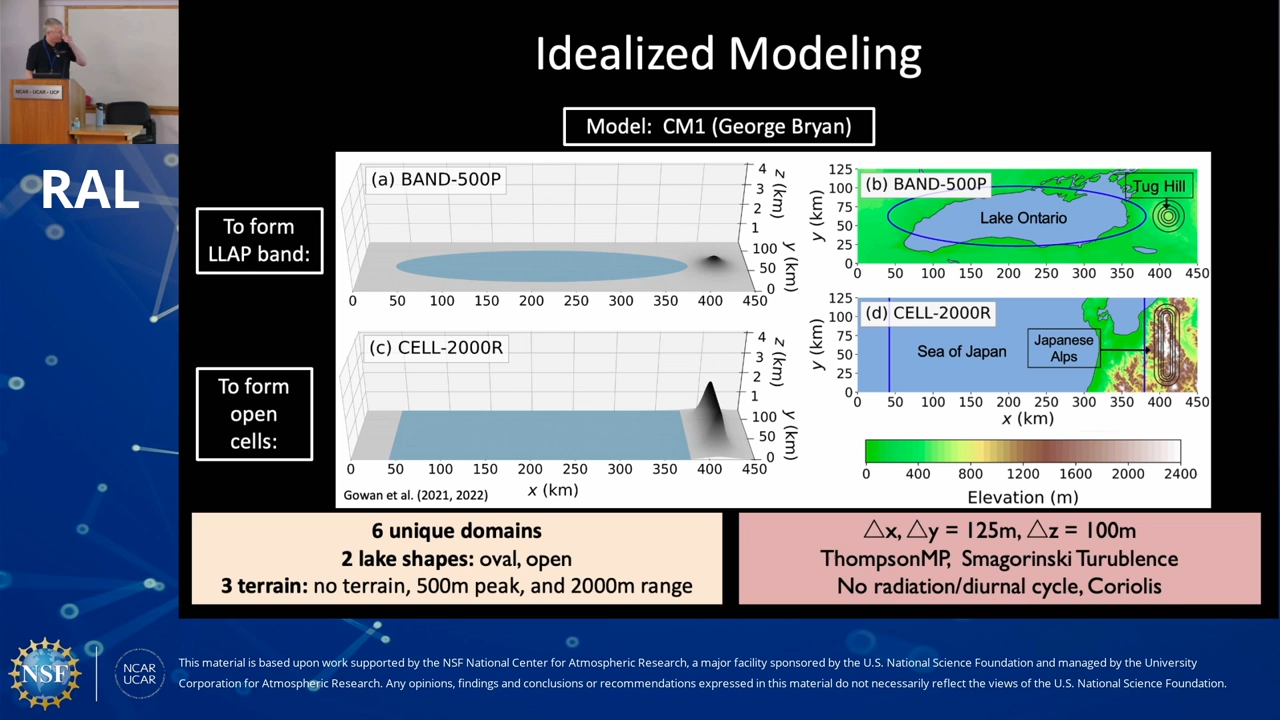 Idealized Modeling
Model: CM1 (George Bryan)
NCAR - UCAR - UCP
RAL
To form
LLAP band:
(a) BAND-500P
4
3
2
1
z (km)
100
50
0
y (km)
0 50 100 150 200 250 300 350 400 450
(b) BAND-500P
Tug Hill
Lake Ontario
125
100
75
50
25
0
y (km)
0 50 100 150 200 250 300 350 400 450
To form
open
cells:
(c) CELL-2000R
4
3
2
1
z (km)
100
50
0
y (km)
0 50 100 150 200 250 300 350 400 450
x (km)
Gowan et al. (2021, 2022)
(d) CELL-2000R
Sea of Japan
Japanese
Alps
125
100
75
50
25
0
y (km)
0 50 100 150 200 250 300 350 400 450
x (km)
0 400 800 1200 1600 2000 2400
Elevation (m)
6 unique domains
2 lake shapes: oval, open
3 terrain: no terrain, 500m peak, and 2000m range
△x, △y = 125m, △z = 100m
ThompsonMP, Smagorinski Turublence
No radiation/diurnal cycle, Coriolis
NSF
NCAR
UCAR
This material is based upon work supported by the NSF National Center for Atmospheric Research, a major facility sponsored by the U.S. National Science Foundation and managed by the University
Corporation for Atmospheric Research. Any opinions, findings and conclusions or recommendations expressed in this material do not necessarily reflect the views of the U.S. National Science Foundation.